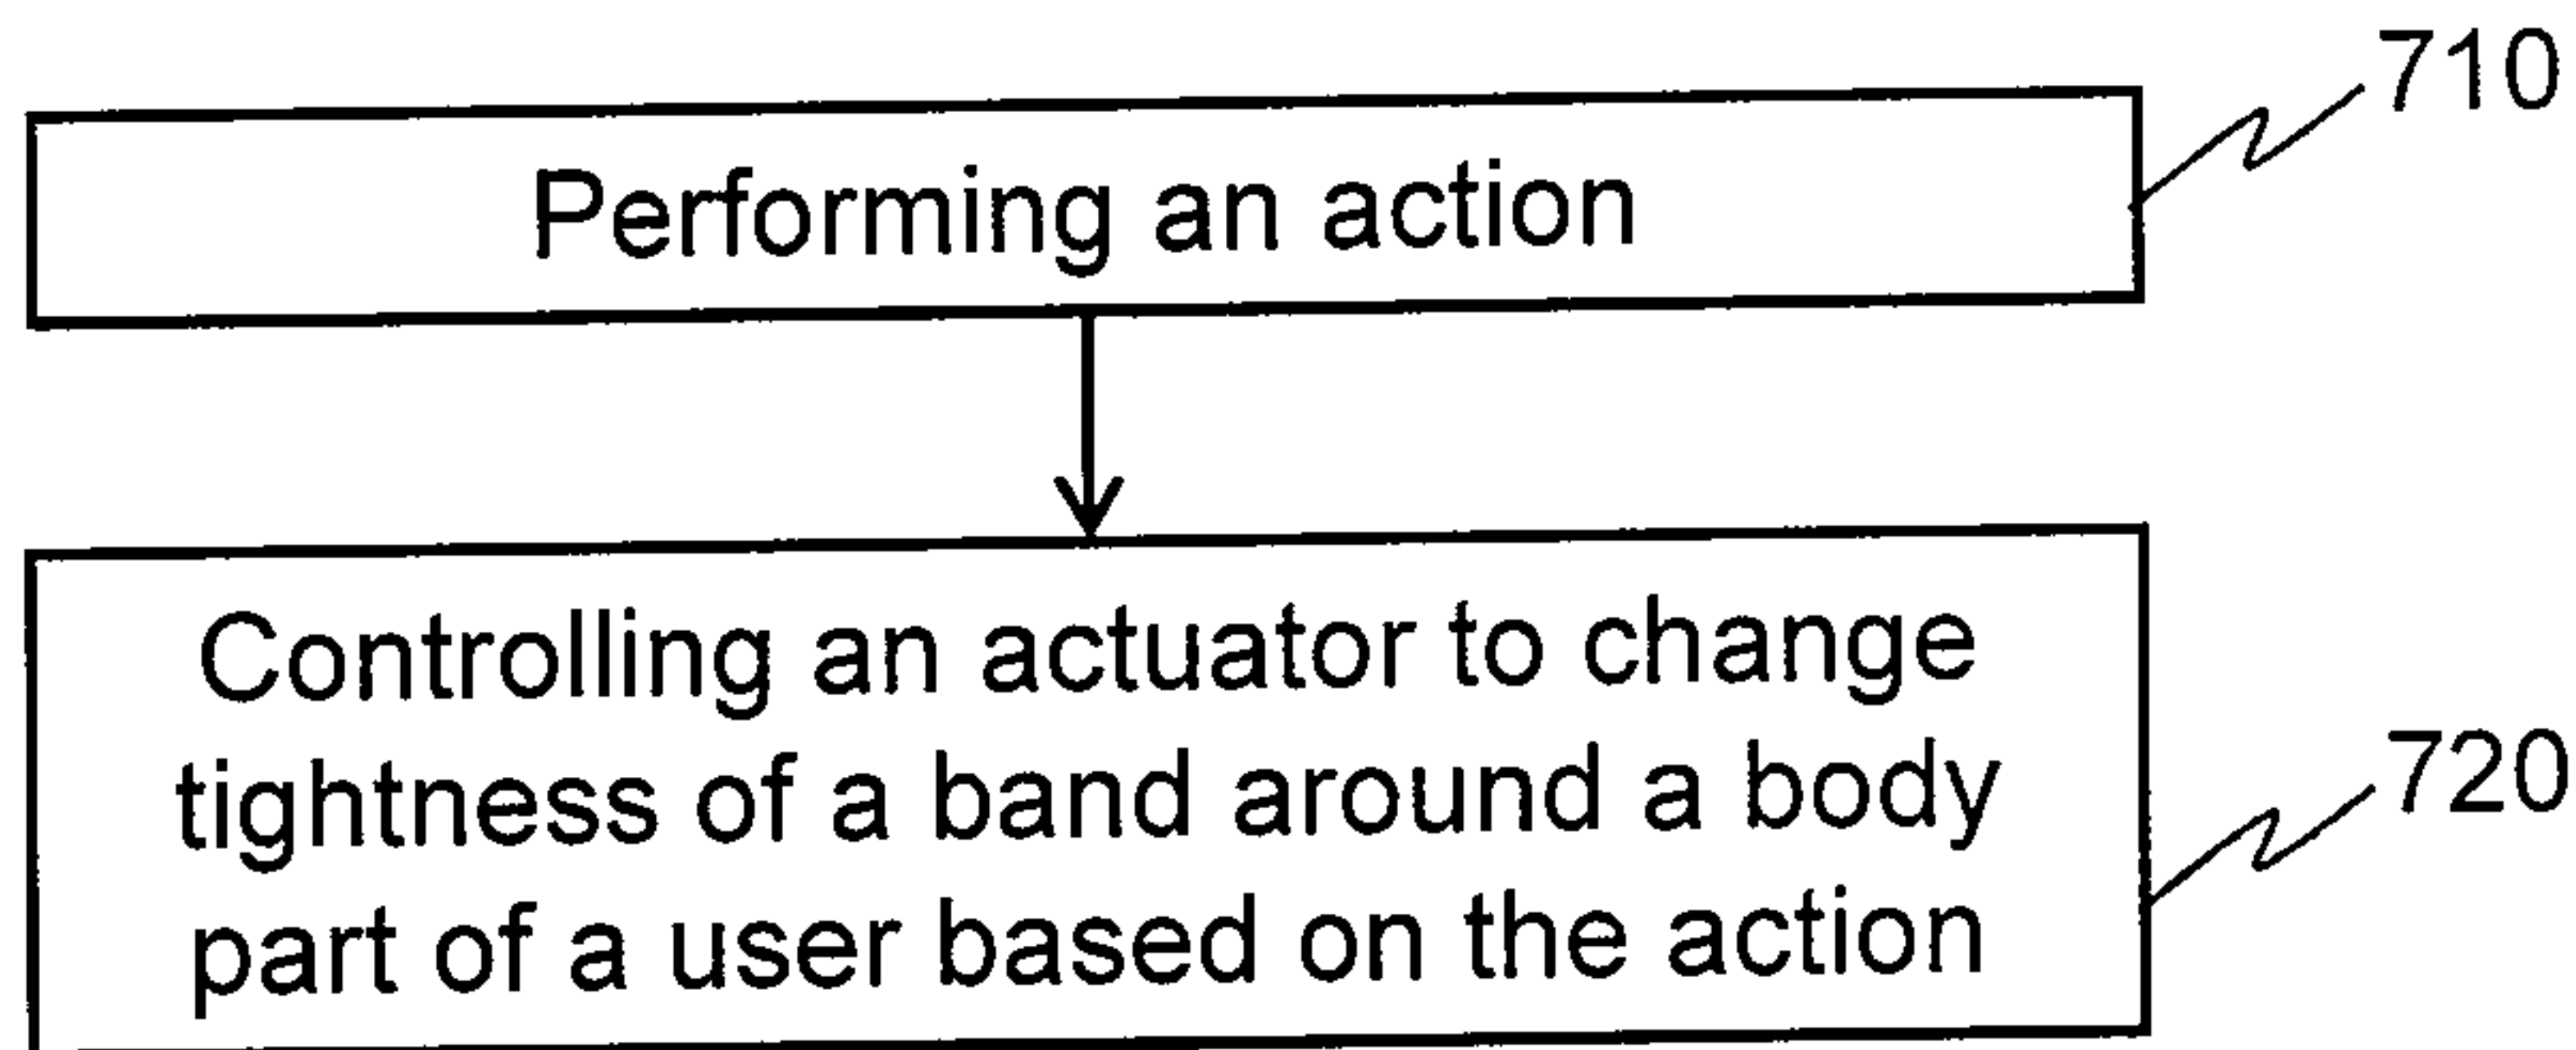 710
Performing an action
Controlling an actuator to change
tightness of a band around a body
part of a user based on the action
720